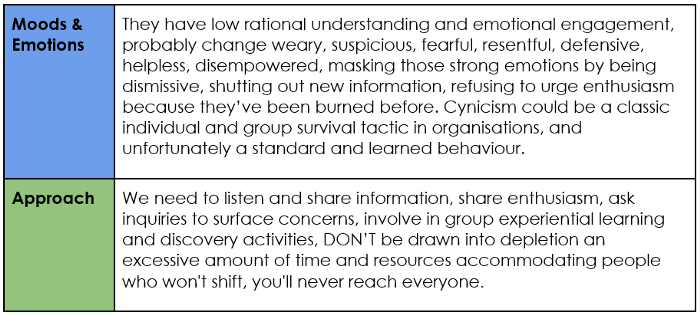 Moods &
Emotions
They have low rational understanding and emotional engagement,
probably change weary, suspicious, fearful, resentful, defensive,
helpless, disempowered, masking those strong emotions by being
dismissive, shutting out new information, refusing to urge enthusiasm
because they've been burned before. Cynicism could be a classic
individual and group survival tactic in organisations, and
unfortunately a standard and learned behaviour.
Approach
We need to listen and share information, share enthusiasm, ask
inquiries to surface concerns, involve in group experiential learning
and discovery activities, DON'T be drawn into depletion an
excessive amount of time and resources accommodating people
who won't shift, you'll never reach everyone.